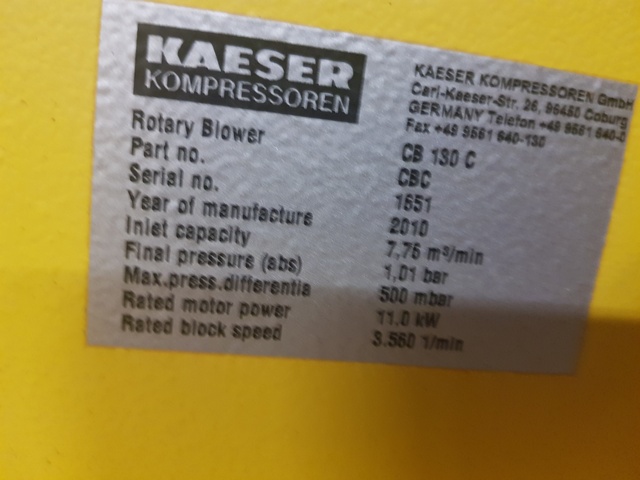 KAESER
KOMPRESSOREN
KAESER KOMPRESSOREN GmbH
Carl-Kaeser-Str. 26, 96450 Coburg
GERMANY Telefon +49 9561 640-0
Fax +49 9561 640-130
Rotary Blower CB 130 C
Part no. CBC
Serial no. 1651
Year of manufacture 2010
Inlet capacity 7,76 m³/min
Final pressure (abs) 1,01 bar
Max.press.differentia 500 mbar
Rated motor power 11.0 kW
Rated block speed 3.560 1/min